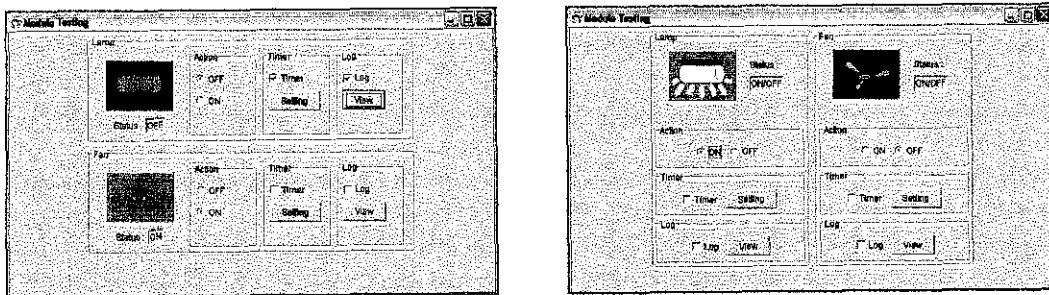 Module Testing
Lamp
Action
Timer
Log
OFF
Timer
Log
ON
Setting
View
Status OFF
Fan
Action
Timer
Log
OFF
Timer
Log
ON
Setting
View
Status ON
Module Testing
Lamp
Fan
Status :
Status :
ON/OFF
ON/OFF
Action
Action
ON OFF
ON OFF
Timer
Timer
Timer Setting
Timer Setting
Log
Log
Log View
Log View